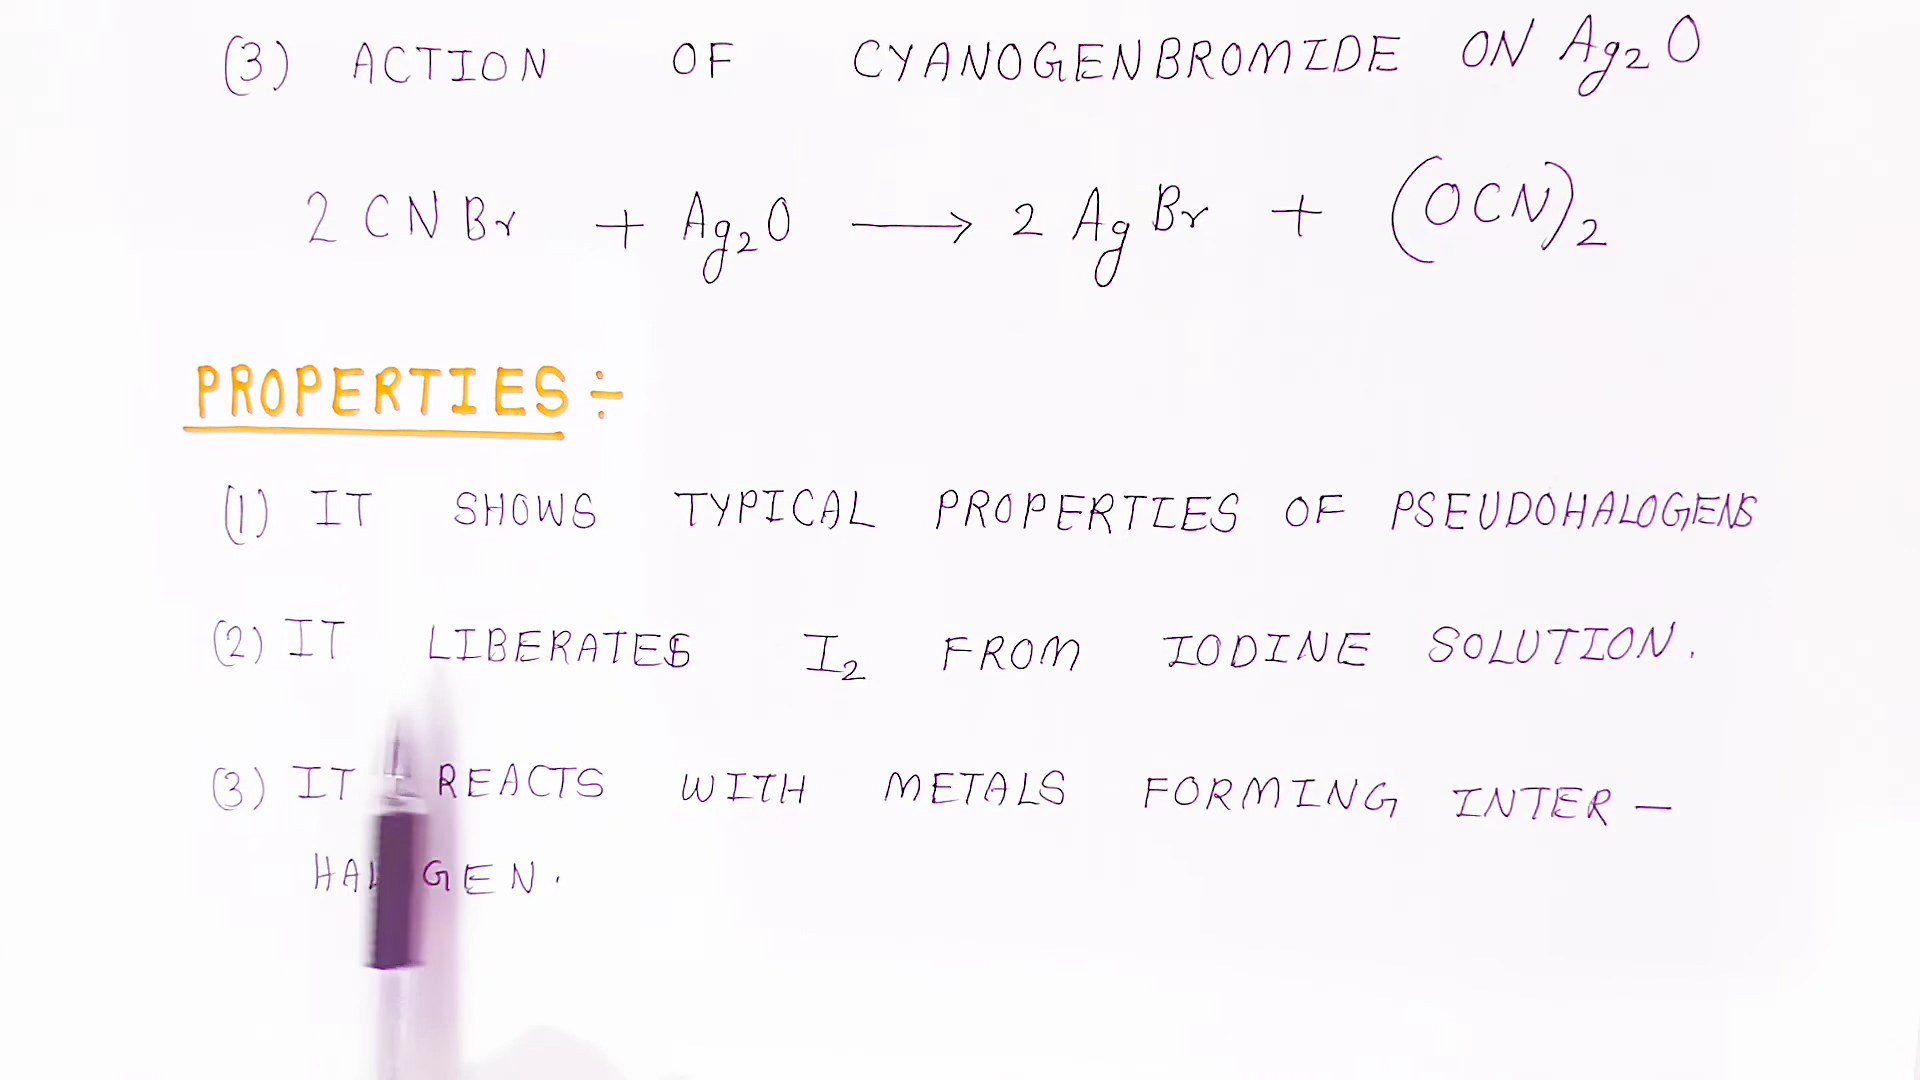 (3) ACTION OF CYANOGENBROMIDE ON Ag₂O
2 CNBr + Ag₂O ⟶ 2 AgBr + (OCN)₂
PROPERTIES ÷
(1) IT SHOWS TYPICAL PROPERTIES OF PSEUDOHALOGENS
(2) IT LIBERATES I₂ FROM IODINE SOLUTION.
(3) IT REACTS WITH METALS FORMING INTER –